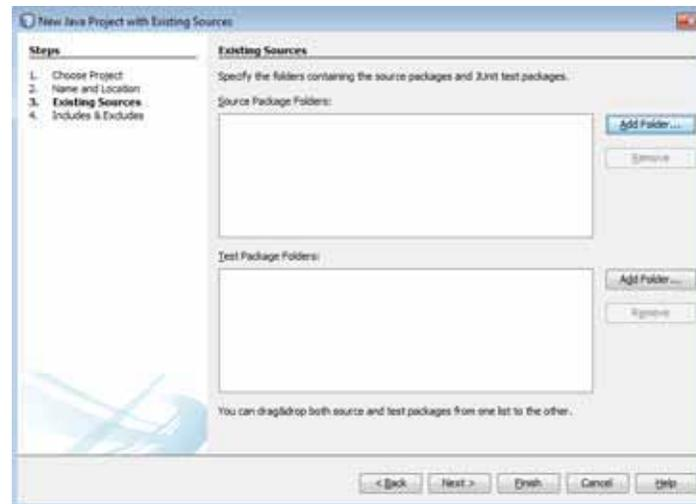 New Java Project with Existing Sources
Steps
1. Choose Project
2. Name and Location
3. Existing Sources
4. Includes & Excludes
Existing Sources
Specify the folders containing the source packages and JUnit test packages.
Source Package Folders:
Add Folder...
Remove
Test Package Folders:
Add Folder...
Remove
You can drag&drop both source and test packages from one list to the other.
< Back
Next >
Finish
Cancel
Help